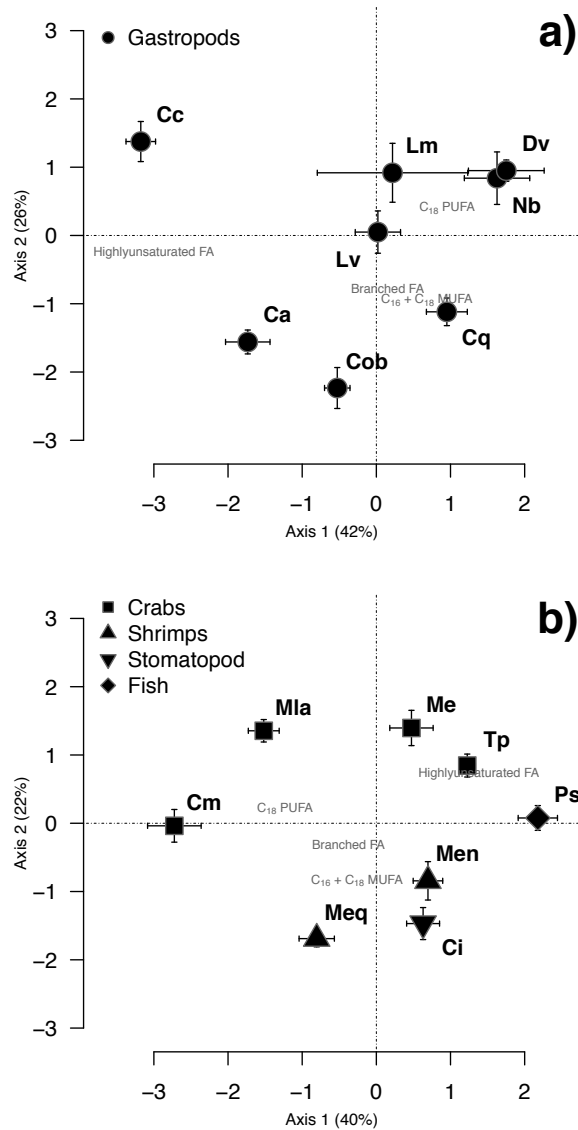 a)
Gastropods
3
2
1
0
−1
−2
−3
Axis 2 (26%)
Cc
Lm
Dv
Nb
C₁₈ PUFA
Highlyunsaturated FA
Lv
Branched FA
C₁₆ + C₁₈ MUFA
Ca
Cq
Cob
−3 −2 −1 0 1 2
Axis 1 (42%)
b)
Crabs
Shrimps
Stomatopod
Fish
3
2
1
0
−1
−2
−3
Axis 2 (22%)
Mla
Me
Tp
Highlyunsaturated FA
Ps
Cm
C₁₈ PUFA
Branched FA
Men
C₁₆ + C₁₈ MUFA
Meq
Ci
−3 −2 −1 0 1 2
Axis 1 (40%)